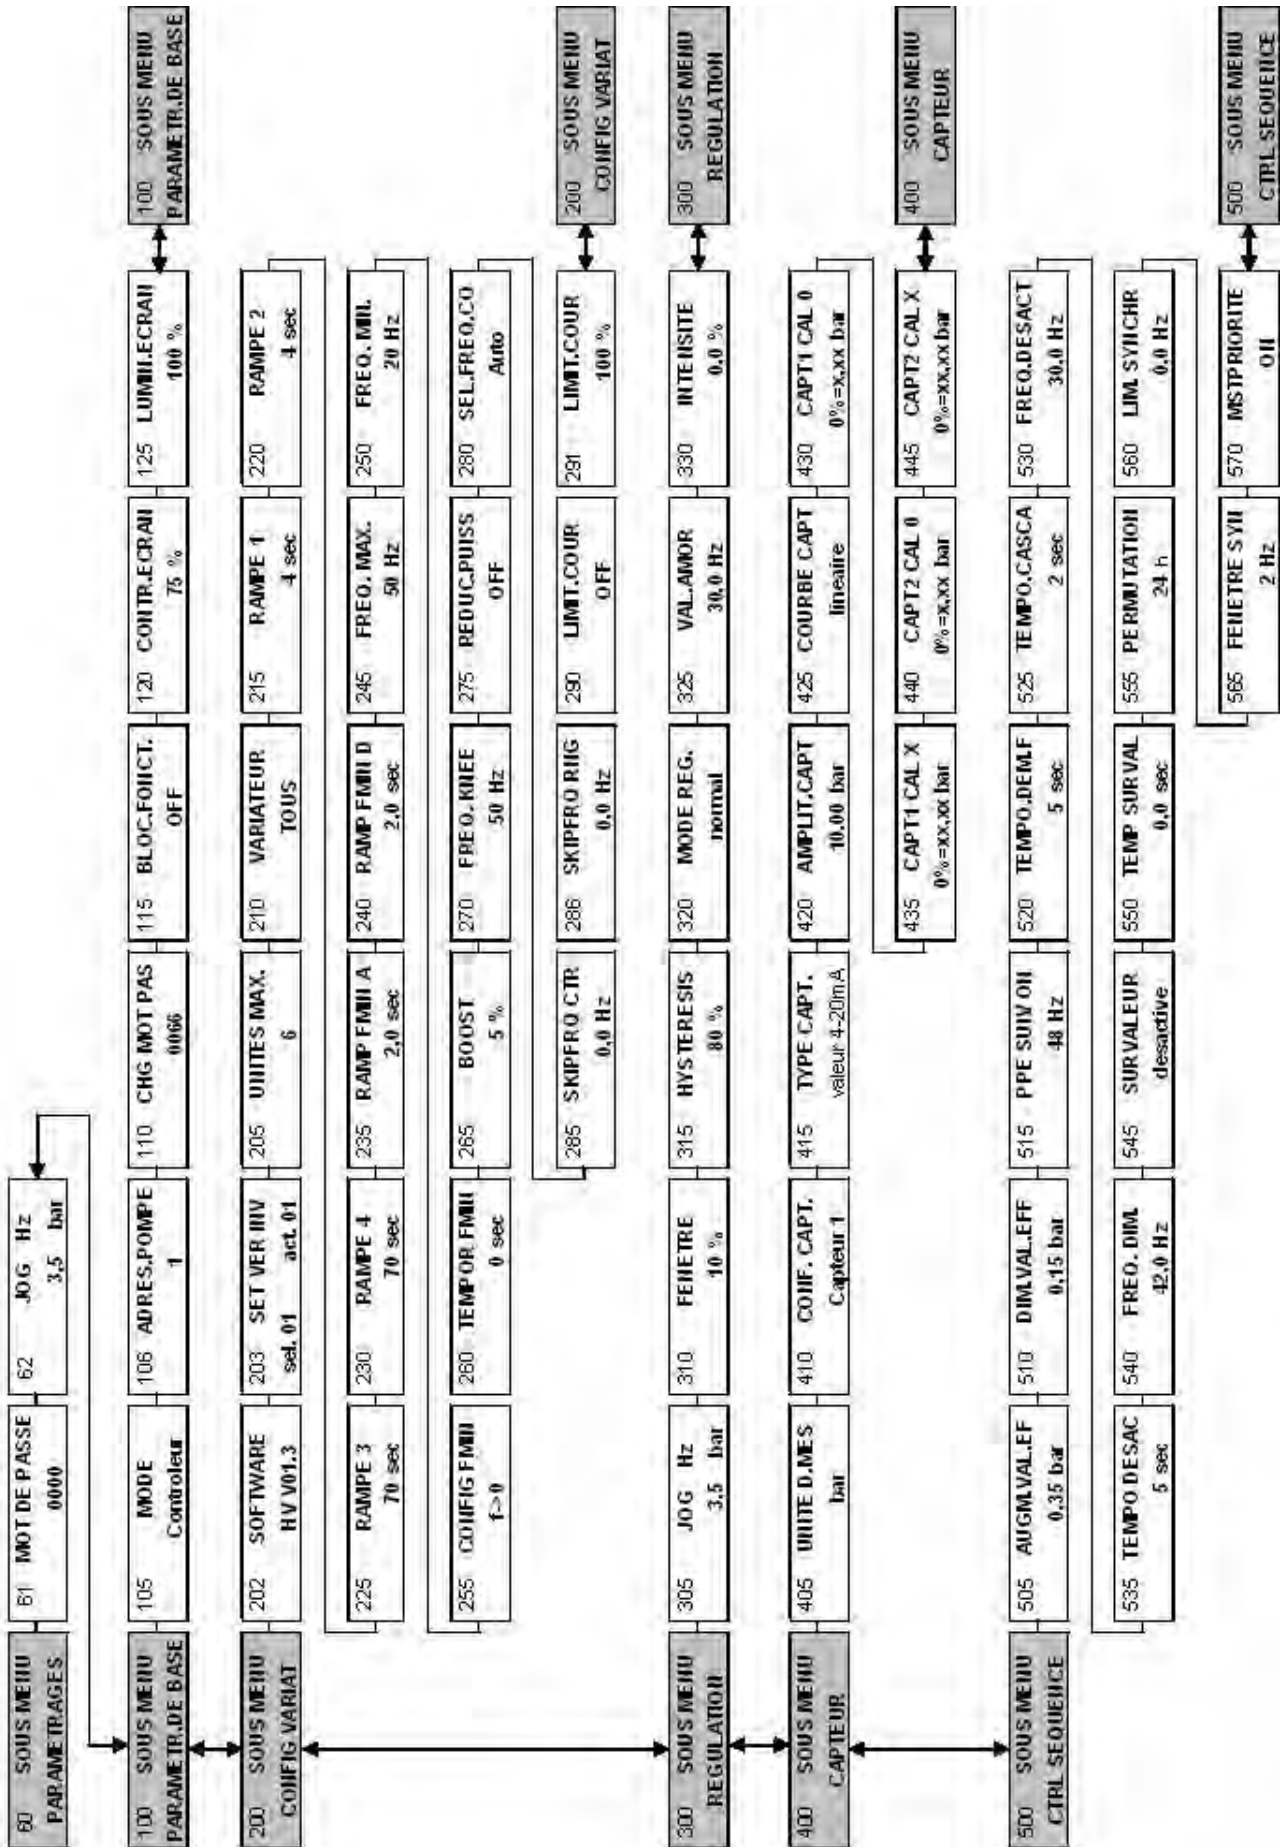 60 SOUS MENU
PARAMETRAGES
61 MOT DE PASSE
0000
62 JOG Hz
3,5 bar
100 SOUS MENU
PARAMETR.DE BASE
105 MODE
Controleur
106 ADRES.POMPE
1
110 CHG MOT PAS
0066
115 BLOC.FONCT.
OFF
120 CONTR.ECRAN
75 %
125 LUMIN.ECRAN
100 %
100 SOUS MENU
PARAMETR.DE BASE
200 SOUS MENU
CONFIG VARIAT
202 SOFTWARE
HV V01.3
203 SET VER INV
sel. 01 act. 01
205 UNITES MAX.
6
210 VARIATEUR
TOUS
215 RAMPE 1
4 sec
220 RAMPE 2
4 sec
225 RAMPE 3
70 sec
230 RAMPE 4
70 sec
235 RAMP FMIN A
2,0 sec
240 RAMP FMIN D
2,0 sec
245 FREQ. MAX.
50 Hz
250 FREQ. MIN.
20 Hz
255 CONFIG FMIN
f->0
260 TEMPOR FMIN
0 sec
265 BOOST
5 %
270 FREQ. KNEE
50 Hz
275 REDUC.PUISS
OFF
280 SEL.FREQ.CO
Auto
285 SKIPFRQ CTR
0,0 Hz
286 SKIPFRQ RNG
0,0 Hz
290 LIMIT.COUR
OFF
291 LIMIT.COUR
100 %
200 SOUS MENU
CONFIG VARIAT
300 SOUS MENU
REGULATION
305 JOG Hz
3,5 bar
310 FENETRE
10 %
315 HYSTERESIS
80 %
320 MODE REG.
normal
325 VAL.AMOR
30,0 Hz
330 INTENSITE
0,0 %
300 SOUS MENU
REGULATION
400 SOUS MENU
CAPTEUR
405 UNITE D.MES
bar
410 CONF. CAPT.
Capteur 1
415 TYPE CAPT.
valeur 4-20mA
420 AMPLIT.CAPT
10.00 bar
425 COURBE CAPT
lineaire
430 CAPT1 CAL 0
0%=x,xx bar
435 CAPT1 CAL X
0%=xx,xx bar
440 CAPT2 CAL 0
0%=x,xx bar
445 CAPT2 CAL X
0%=xx,xx bar
400 SOUS MENU
CAPTEUR
500 SOUS MENU
CTRL SEQUENCE
505 AUGM.VAL.EF
0,35 bar
510 DIM.VAL.EFF
0,15 bar
515 PPE SUIV ON
48 Hz
520 TEMPO.DEM.F
5 sec
525 TEMPO.CASCA
2 sec
530 FREQ.DESACT
30,0 Hz
535 TEMPO.DESAC
5 sec
540 FREQ. DIM.
42,0 Hz
545 SURVALEUR
desactive
550 TEMP SURVAL
0,0 sec
555 PERMUTATION
24 h
560 LIM. SYNCHR
0,0 Hz
565 FENETRE SYN
2 Hz
570 MSTPRIORITE
ON
500 SOUS MENU
CTRL SEQUENCE